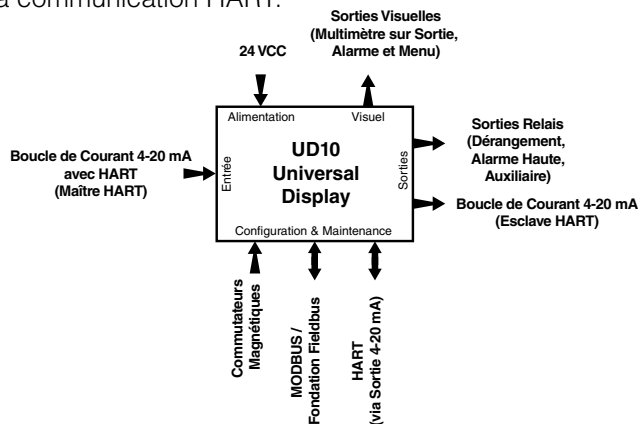 a communication HART.
Sorties Visuelles
(Multimètre sur Sortie,
Alarme et Menu)
24 VCC
Alimentation
Visuel
Boucle de Courant 4-20 mA
avec HART
(Maître HART)
Entrée
UD10
Universal
Display
Sorties
Sorties Relais
(Dérangement,
Alarme Haute,
Auxiliaire)
Boucle de Courant 4-20 mA
(Esclave HART)
Configuration & Maintenance
Commutateurs
Magnétiques
MODBUS /
Fondation Fieldbus
HART
(via Sortie 4-20 mA)